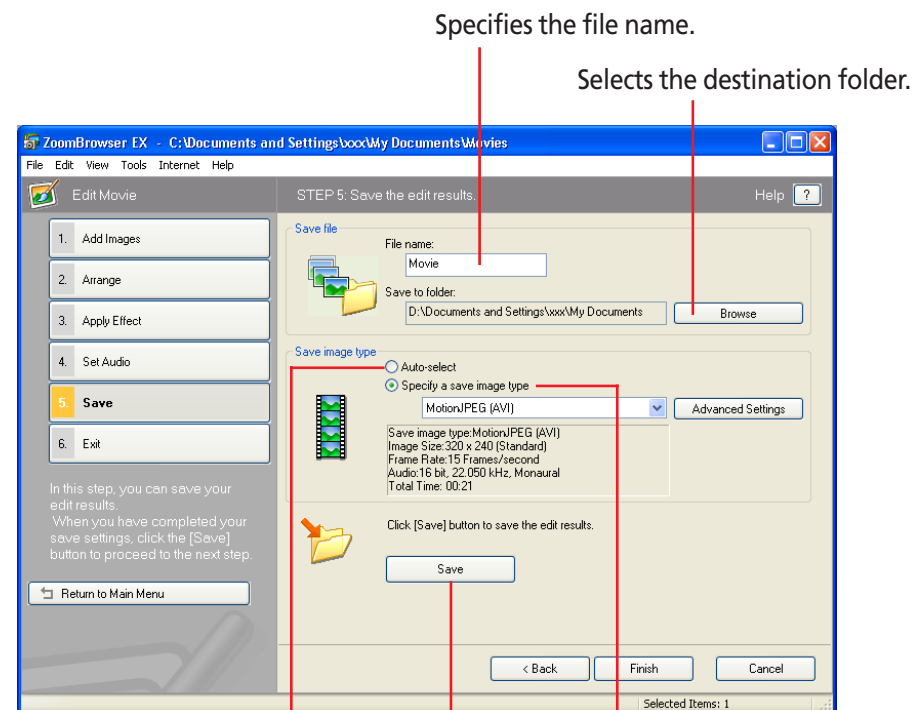 Specifies the file name.
Selects the destination folder.
ZoomBrowser EX - C:\Documents and Settings\xxx\My Documents\Movies
File Edit View Tools Internet Help
Edit Movie
STEP 5: Save the edit results.
Help ?
1. Add Images
2. Arrange
3. Apply Effect
4. Set Audio
5. Save
6. Exit
In this step, you can save your
edit results.
When you have completed your
save settings, click the [Save]
button to proceed to the next step.
Return to Main Menu
Save file
File name:
Movie
Save to folder:
D:\Documents and Settings\xxx\My Documents
Browse
Save image type
Auto-select
Specify a save image type
MotionJPEG (AVI)
Advanced Settings
Save image type:MotionJPEG (AVI)
Image Size:320 x 240 (Standard)
Frame Rate:15 Frames/second
Audio:16 bit, 22.050 kHz, Monaural
Total Time: 00:21
Click [Save] button to save the edit results.
Save
< Back
Finish
Cancel
Selected Items: 1